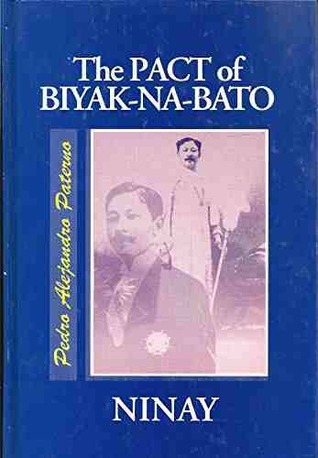 The PACT of
BIYAK-NA-BATO
Pedro Alejandro Paterno
NINAY